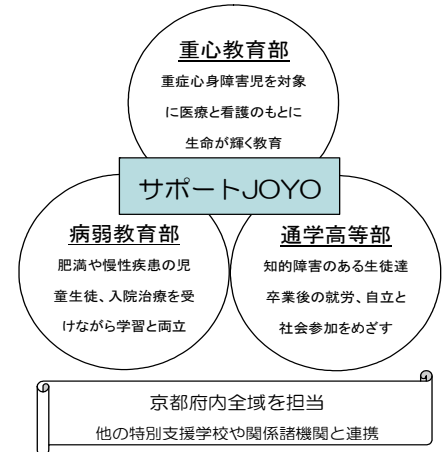 重心教育部
重症心身障害児を対象
に医療と看護のもとに
生命が輝く教育
サポートJOYO
病弱教育部
肥満や慢性疾患の児
童生徒、入院治療を受
けながら学習と両立
通学高等部
知的障害のある生徒達
卒業後の就労、自立と
社会参加をめざす
京都府内全域を担当
他の特別支援学校や関係諸機関と連携